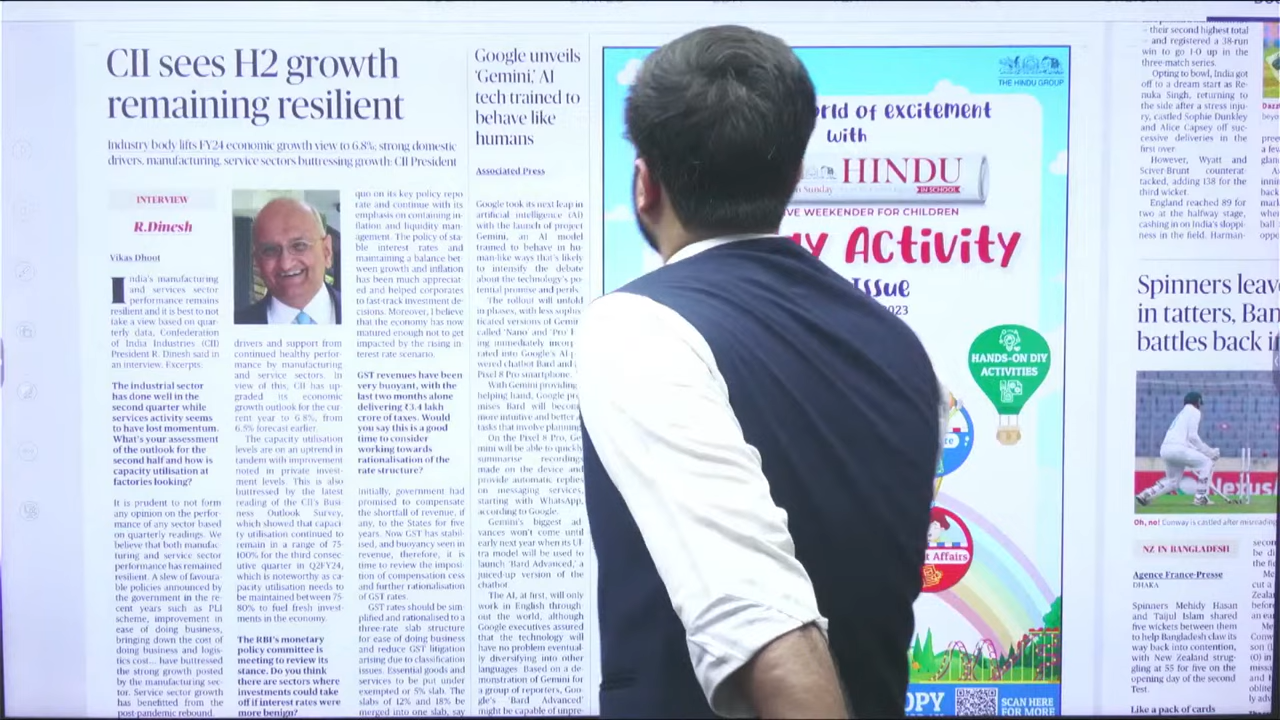 CII sees H2 growth
remaining resilient
Industry body lifts FY24 economic growth view to 6.8%; strong domestic
drivers, manufacturing, service sectors buttressing growth: CII President
INTERVIEW
R.Dinesh
Vikas Dhoot
India's manufacturing
and services sector
performance remains
resilient and it is best to not
take a view based on quar-
terly data, Confederation
of India Industries (CII)
President R. Dinesh said in
an interview. Excerpts:
The industrial sector
has done well in the
second quarter while
services activity seems
to have lost momentum.
What's your assessment
of the outlook for the
second half and how is
capacity utilisation at
factories looking?
It is prudent to not form
any opinion on the perfor-
mance of any sector based
on quarterly readings. We
believe that both manufac-
turing and service sector
performance has remained
resilient. A slew of favoura-
ble policies announced by
the government in the re-
cent years such as PLI
scheme, improvement in
ease of doing business,
bringing down the cost of
doing business and logis-
tics cost... have buttressed
the strong growth posted
by the manufacturing sec-
tor. Service sector growth
has benefitted from the
post-pandemic rebound.
drivers and support from
continued healthy perfor-
mance by manufacturing
and service sectors. In
view of this, CII has up-
graded its economic
growth outlook for the cur-
rent year to 6.8%, from
6.5% forecast earlier.
The capacity utilisation
levels are on an uptrend in
tandem with improvement
noted in private invest-
ment levels. This is also
buttressed by the latest
reading of the CII's Busi-
ness Outlook Survey,
which showed that capaci-
ty utilisation continued to
remain in a range of 75-
100% for the third consec-
utive quarter in Q2FY24,
which is noteworthy as ca-
pacity utilisation needs to
be maintained between 75-
80% to fuel fresh invest-
ments in the economy.
The RBI's monetary
policy committee is
meeting to review its
stance. Do you think
there are sectors where
investments could take
off if interest rates were
more benign?
quo on its key policy repo
rate and continue with its
emphasis on containing in-
flation and liquidity man-
agement. The policy of sta-
ble interest rates and
maintaining a balance bet-
ween growth and inflation
has been much appreciat-
ed and helped corporates
to fast-track investment de-
cisions. Moreover, I believe
that the economy has now
matured enough not to get
impacted by the rising in-
terest rate scenario.
GST revenues have been
very buoyant, with the
last two months alone
delivering ₹3.4 lakh
crore of taxes. Would
you say this is a good
time to consider
working towards
rationalisation of the
rate structure?
Initially, government had
promised to compensate
the shortfall of revenue, if
any, to the States for five
years. Now GST has stabil-
ised, and buoyancy seen in
revenue, therefore, it is
time to review the imposi-
tion of compensation cess
and further rationalisation
of GST rates.
GST rates should be sim-
plified and rationalised to a
three-rate slab structure
for ease of doing business
and reduce GST litigation
arising due to classification
issues. Essential goods and
services to be put under
exempted or 5% slab. The
slabs of 12% and 18% be
merged into one slab, say
Google unveils
'Gemini,' AI
tech trained to
behave like
humans
Associated Press
Google took its next leap in
artificial intelligence (AI)
with the launch of project
Gemini, an AI model
trained to behave in hu-
man-like ways that's likely
to intensify the debate
about the technology's po-
tential promise and perils.
The rollout will unfold
in phases, with less sophis-
ticated versions of Gemini
called 'Nano' and 'Pro'
ing immediately incorp
rated into Google's AI-p
wered chatbot Bard and
Pixel 8 Pro smartphone.
With Gemini providing
helping hand, Google pro
mises Bard will become
more intuitive and better a
tasks that involve planning
On the Pixel 8 Pro, Ge
mini will be able to quickly
summarise recordings
made on the device and
provide automatic replies
on messaging services,
starting with WhatsApp,
according to Google.
Gemini's biggest ad
vances won't come until
early next year when its Ul-
tra model will be used to
launch 'Bard Advanced,' a
juiced-up version of the
chatbot
The AI, at first, will only
work in English through
out the world, although
Google executives assured
that the technology will
have no problem eventual-
ly diversifying into other
languages. Based on a de-
monstration of Gemini for
a group of reporters, Goo-
gle's 'Bard Advanced'
might be capable of unpre-
THE HINDU GROUP
orld of excitement
with
HINDU
n Sunday
IN SCHOOL
IVE WEEKENDER FOR CHILDREN
y Activity
Issue
2023
HANDS-ON DIY
ACTIVITIES
t Affairs
OPY
SCAN HERE
FOR MORE
– their second highest total
– and registered a 38-run
win to go 1-0 up in the
three-match series.
Opting to bowl, India got
off to a dream start as Re-
nuka Singh, returning to
the side after a stress inju-
ry, castled Sophie Dunkley
and Alice Capsey off suc-
cessive deliveries in the
first over.
However, Wyatt and
Sciver-Brunt counterat-
tacked, adding 138 for the
third wicket.
England reached 89 for
two at the halfway stage,
cashing in on India's sloppi-
ness in the field. Harman-
Spinners leav
in tatters, Ban
battles back i
Nexus
Oh, no! Conway is castled after misreading
NZ IN BANGLADESH
Agence France-Presse
DHAKA
Spinners Mehidy Hasan
and Taijul Islam shared
five wickets between them
to help Bangladesh claw its
way back into contention,
with New Zealand strug-
gling at 55 for five on the
opening day of the second
Test.
Like a pack of cards